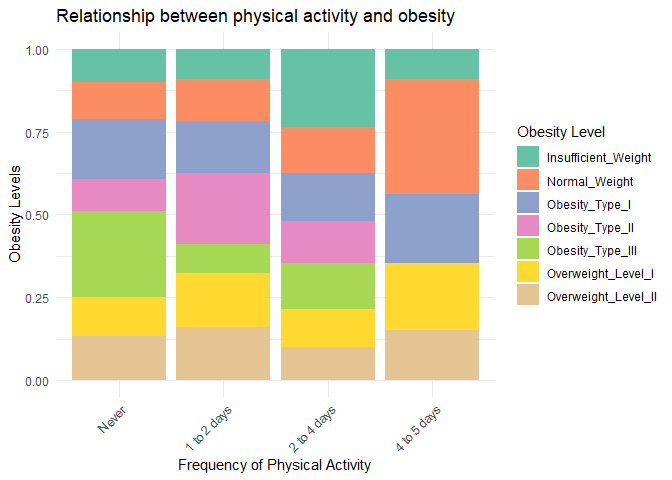 Relationship between physical activity and obesity
Obesity Levels
1.00
0.75
0.50
0.25
0.00
Never
1 to 2 days
2 to 4 days
4 to 5 days
Frequency of Physical Activity
Obesity Level
Insufficient_Weight
Normal_Weight
Obesity_Type_I
Obesity_Type_II
Obesity_Type_III
Overweight_Level_I
Overweight_Level_II